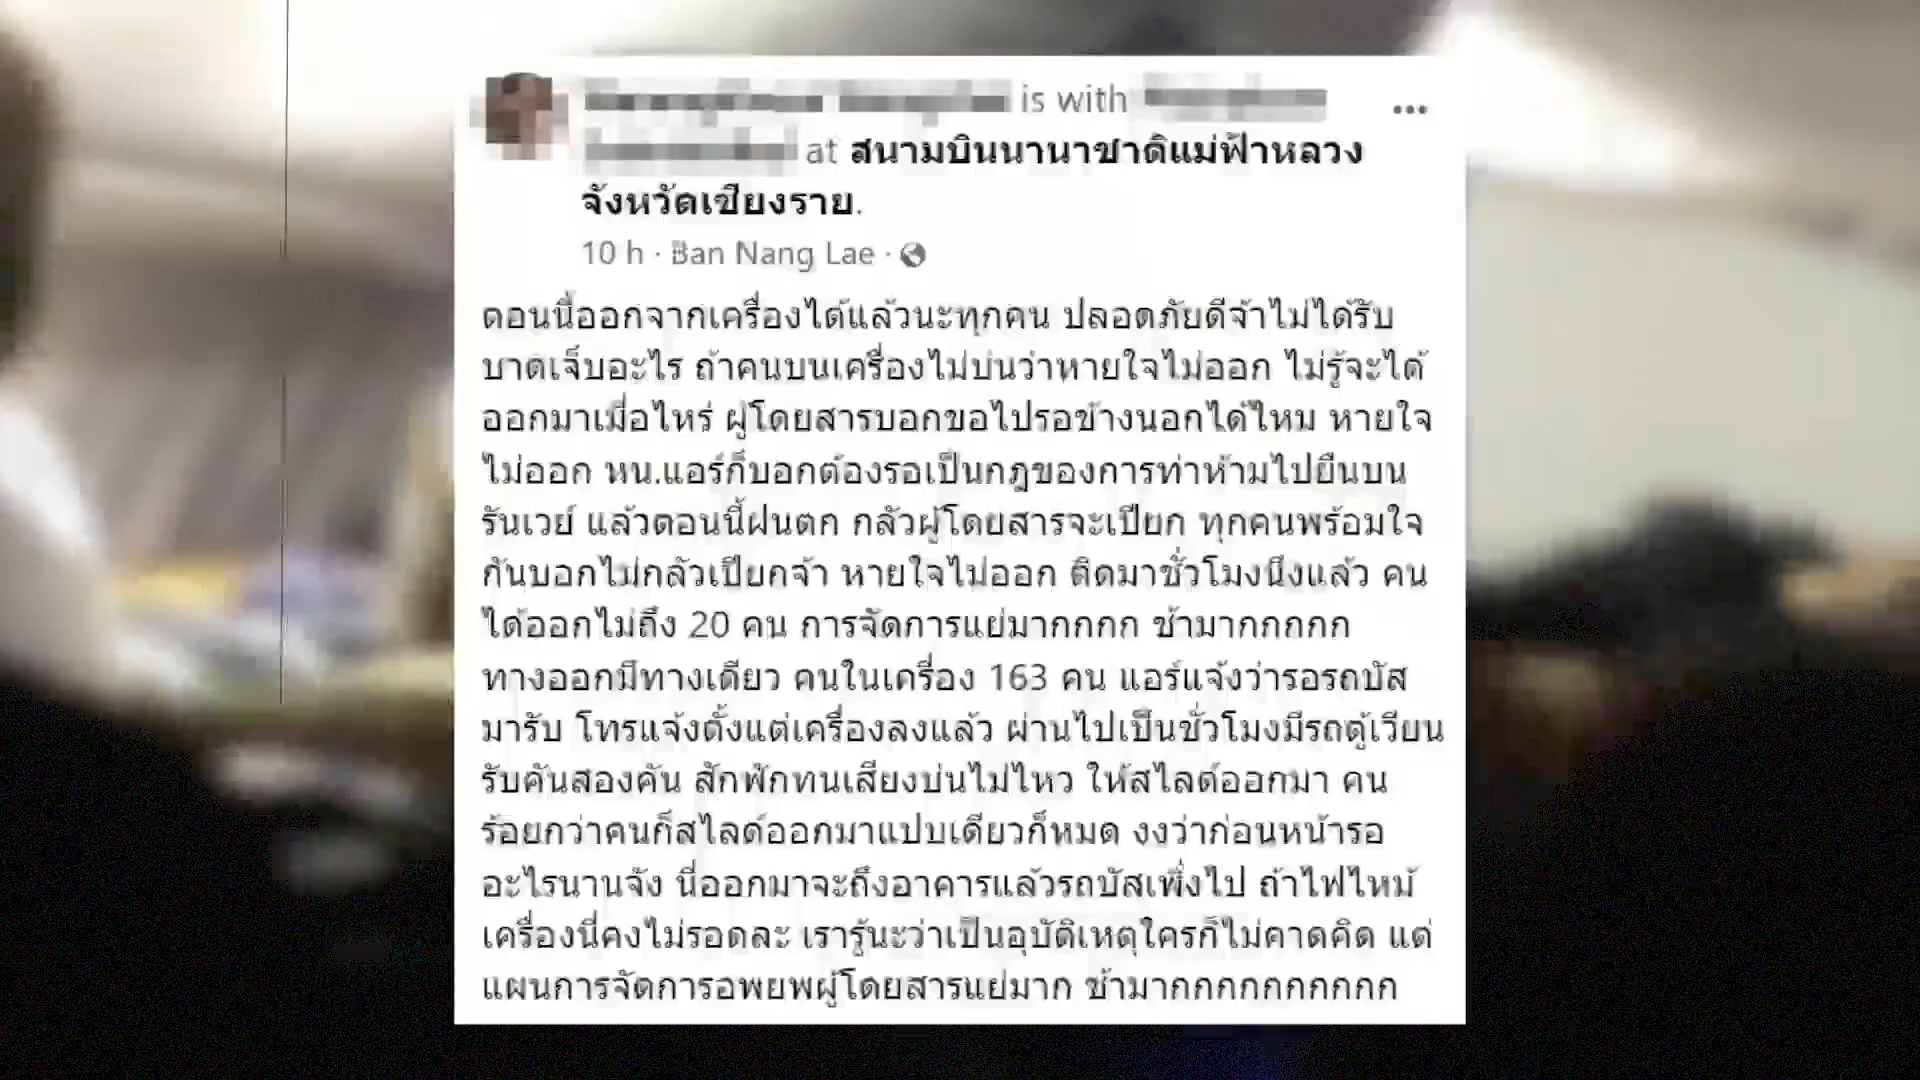 is with
at สนามบินนานาชาติแม่ฟ้าหลวง
จังหวัดเชียงราย.
10 h · Ban Nang Lae ·
ตอนนี้ออกจากเครื่องได้แล้วนะทุกคน ปลอดภัยดีจ้าไม่ได้รับ
บาดเจ็บอะไร ถ้าคนบนเครื่องไม่บ่นว่าหายใจไม่ออก ไม่รู้จะได้
ออกมาเมื่อไหร่ ผู้โดยสารบอกขอไปรอข้างนอกได้ไหม หายใจ
ไม่ออก พน.แอร์ก็บอกต้องรอเป็นกฎของการท่าห้ามไปยืนบน
รันเวย์ แล้วตอนนี้ฝนตก กลัวผู้โดยสารจะเปียก ทุกคนพร้อมใจ
กันบอกไม่กลัวเปียกจ้า หายใจไม่ออก ติดมาชั่วโมงนึงแล้ว คน
ได้ออกไม่ถึง 20 คน การจัดการแย่มากกกก ช้ามากกกกก
ทางออกมีทางเดียว คนในเครื่อง 163 คน แอร์แจ้งว่ารอรถบัส
มารับ โทรแจ้งตั้งแต่เครื่องลงแล้ว ผ่านไปเป็นชั่วโมงมีรถตู้เวียน
รับคันสองคัน สักพักทนเสียงบ่นไม่ไหว ให้สไลด์ออกมา คน
ร้อยกว่าคนก็สไลด์ออกมาแปบเดียวก็หมด งงว่าก่อนหน้ารอ
อะไรนานจัง นี่ออกมาจะถึงอาคารแล้วรถบัสเพิ่งไป ถ้าไฟไหม้
เครื่องนี่คงไม่รอดละ เรารู้นะว่าเป็นอุบัติเหตุใครก็ไม่คาดคิด แต่
แผนการจัดการอพยพผู้โดยสารแย่มาก ช้ามากกกกกกกกกกก